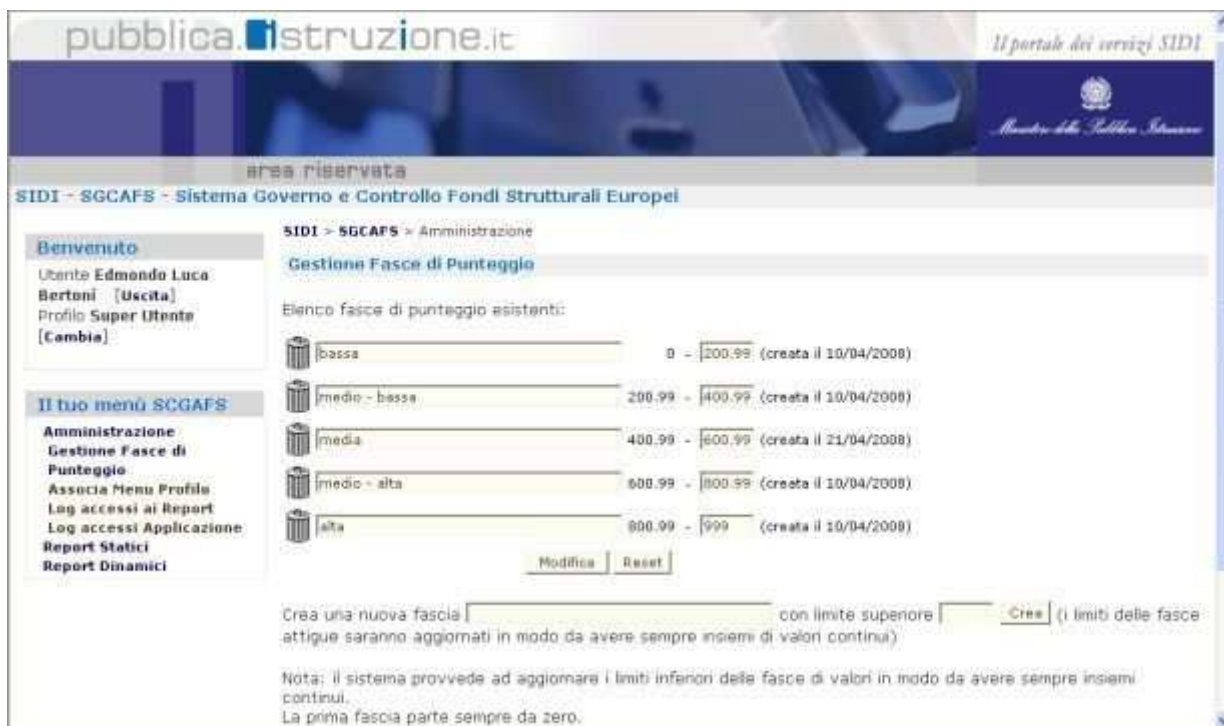 pubblica.istruzione.it
Il portale dei servizi SIDI
Ministero della Pubblica Istruzione
area riservata
SIDI - SGCAFS - Sistema Governo e Controllo Fondi Strutturali Europei
SIDI > SGCAFS > Amministrazione
Benvenuto
Utente Edmondo Luca
Bertoni [Uscita]
Profilo Super Utente
[Cambia]
Il tuo menù SCGAFS
Amministrazione
Gestione Fasce di
Punteggio
Associa Menu Profilo
Log accessi ai Report
Log accessi Applicazione
Report Statici
Report Dinamici
Gestione Fasce di Punteggio
Elenco fasce di punteggio esistenti:
bassa 0 - 200.99 (creata il 10/04/2008)
medio - bassa 200.99 - 400.99 (creata il 10/04/2008)
media 400.99 - 600.99 (creata il 21/04/2008)
medio - alta 600.99 - 800.99 (creata il 10/04/2008)
alta 800.99 - 999 (creata il 10/04/2008)
Modifica Reset
Crea una nuova fascia con limite superiore Crea (i limiti delle fasce
attigue saranno aggiornati in modo da avere sempre insiemi di valori continui)
Nota: il sistema provvede ad aggiornare i limiti inferiori delle fasce di valori in modo da avere sempre insiemi
continui.
La prima fascia parte sempre da zero.